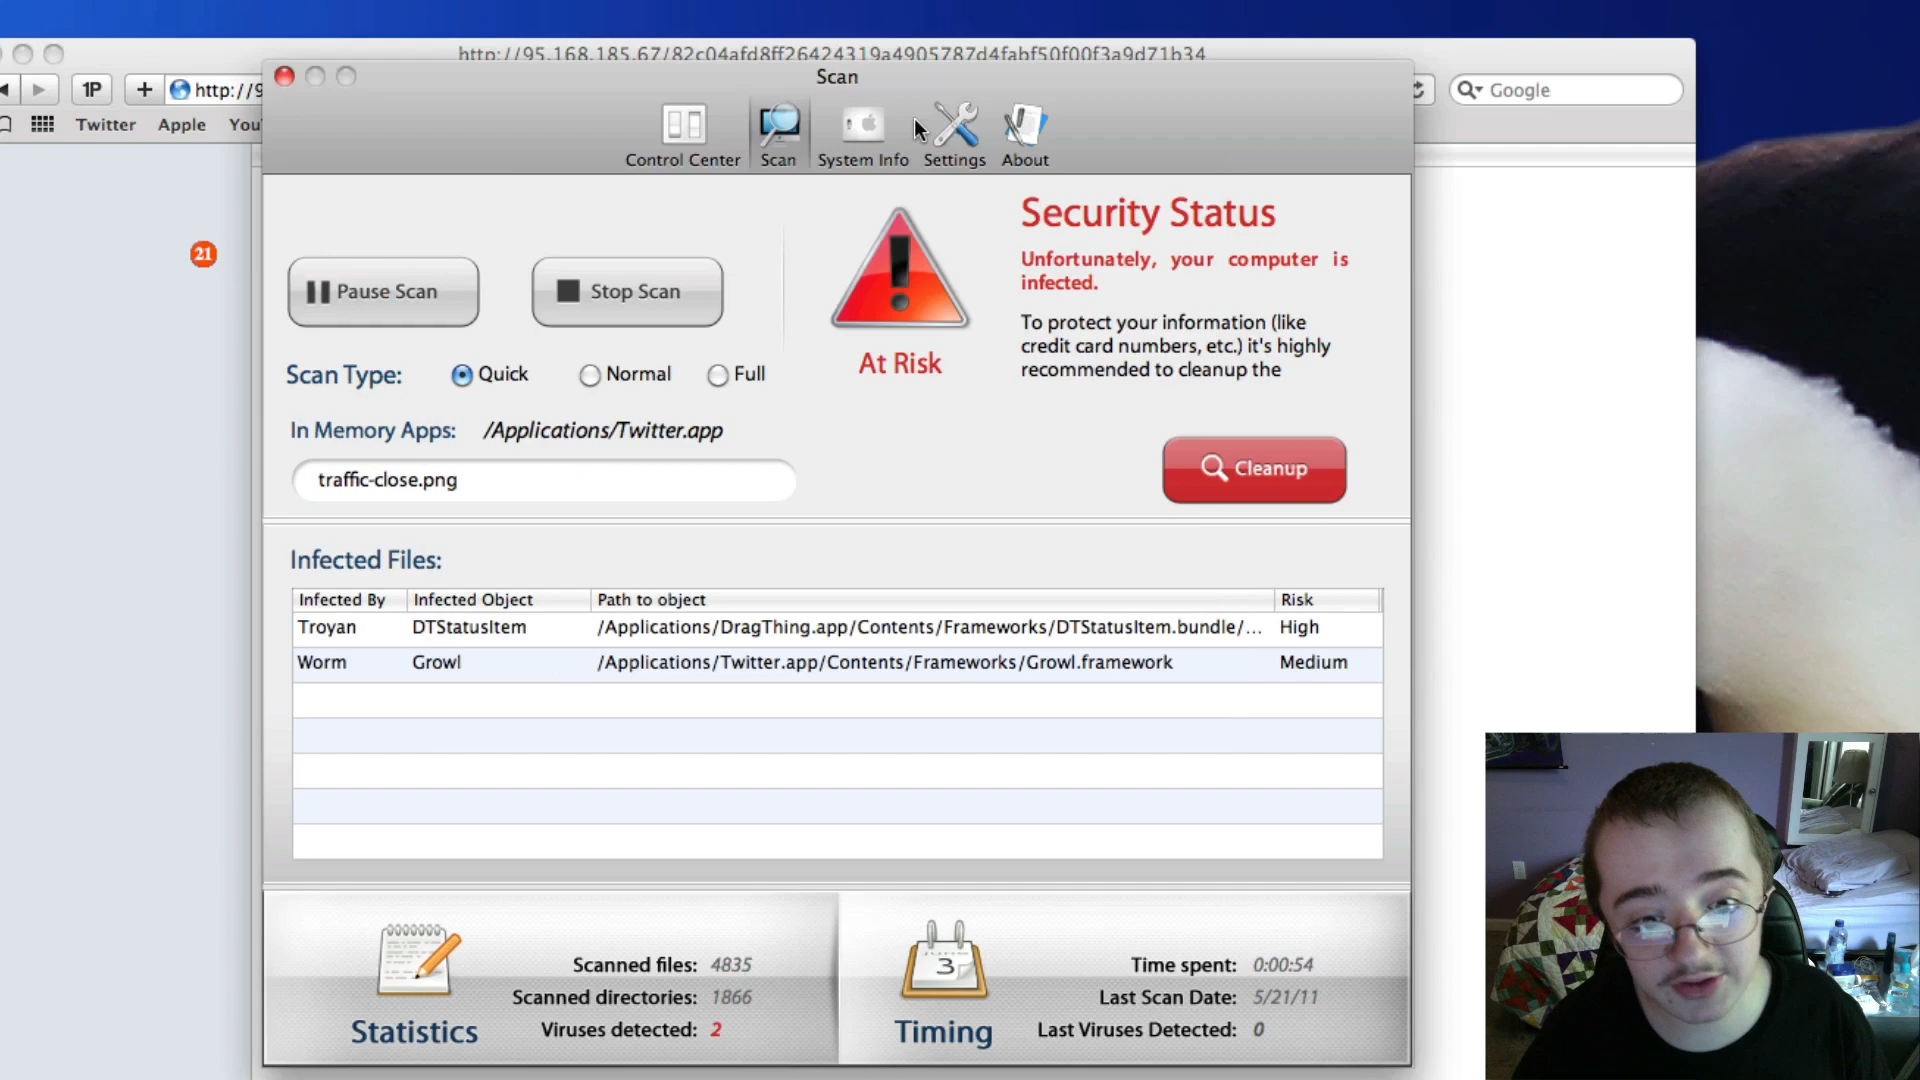 http://95.168.185.67/82c04afd8ff26424319a4905787d4fabf50f00f3a9d71b34
Scan
1P
+
http://9
Google
Twitter
Apple
You
Control Center
Scan
System Info
Settings
About
21
Pause Scan
Stop Scan
Security Status
Unfortunately, your computer is
infected.
To protect your information (like
credit card numbers, etc.) it's highly
recommended to cleanup the
At Risk
Scan Type:
Quick
Normal
Full
In Memory Apps: /Applications/Twitter.app
traffic-close.png
Cleanup
Infected Files:
Infected By Infected Object Path to object Risk
Troyan DTStatusItem /Applications/DragThing.app/Contents/Frameworks/DTStatusItem.bundle/... High
Worm Growl /Applications/Twitter.app/Contents/Frameworks/Growl.framework Medium
Statistics
Scanned files: 4835
Scanned directories: 1866
Viruses detected: 2
JUNE
3
Timing
Time spent: 0:00:54
Last Scan Date: 5/21/11
Last Viruses Detected: 0